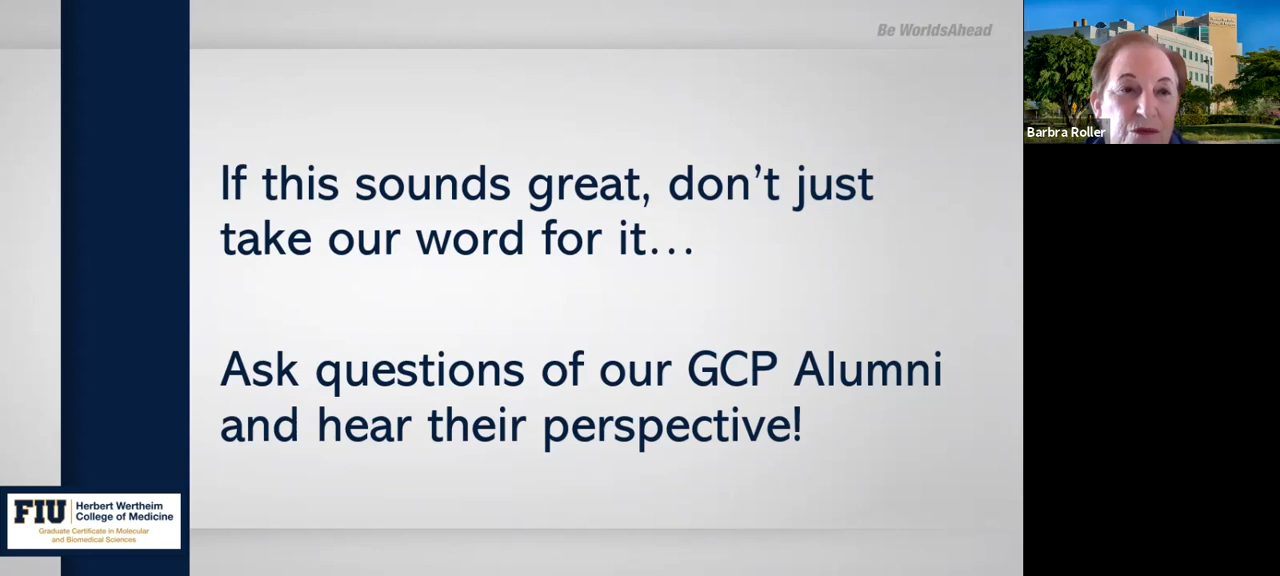 Be WorldsAhead
If this sounds great, don’t just
take our word for it…
Ask questions of our GCP Alumni
and hear their perspective!
FIU
Herbert Wertheim
College of Medicine
Graduate Certificate in Molecular
and Biomedical Sciences
Barbra Roller